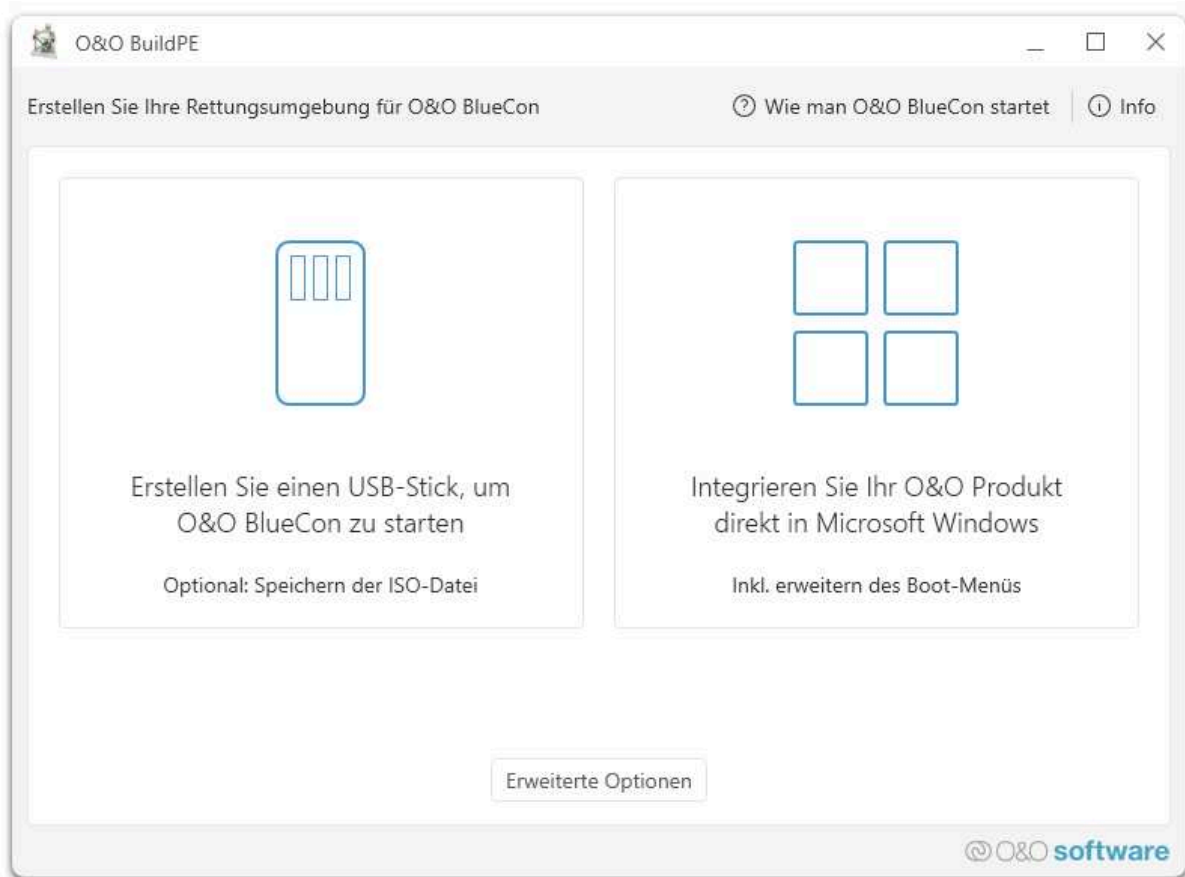 O&O BuildPE
Erstellen Sie Ihre Rettungsumgebung für O&O BlueCon
Wie man O&O BlueCon startet
Info
Erstellen Sie einen USB-Stick, um
O&O BlueCon zu starten
Optional: Speichern der ISO-Datei
Integrieren Sie Ihr O&O Produkt
direkt in Microsoft Windows
Inkl. erweitern des Boot-Menüs
Erweiterte Optionen
O&O software